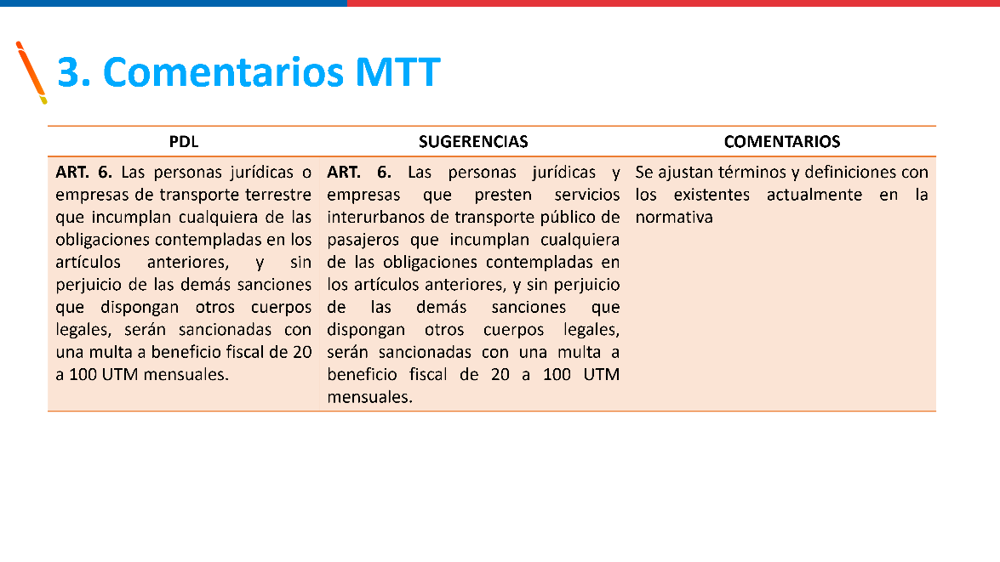 3. Comentarios MTT
PDL
SUGERENCIAS
COMENTARIOS
ART. 6. Las personas jurídicas o
empresas de transporte terrestre
que incumplan cualquiera de las
obligaciones contempladas en los
artículos anteriores, y sin
perjuicio de las demás sanciones
que dispongan otros cuerpos
legales, serán sancionadas con
una multa a beneficio fiscal de 20
a 100 UTM mensuales.
ART. 6. Las personas jurídicas y
empresas que presten servicios
interurbanos de transporte público de
pasajeros que incumplan cualquiera
de las obligaciones contempladas en
los artículos anteriores, y sin perjuicio
de las demás sanciones que
dispongan otros cuerpos legales,
serán sancionadas con una multa a
beneficio fiscal de 20 a 100 UTM
mensuales.
Se ajustan términos y definiciones con
los existentes actualmente en la
normativa